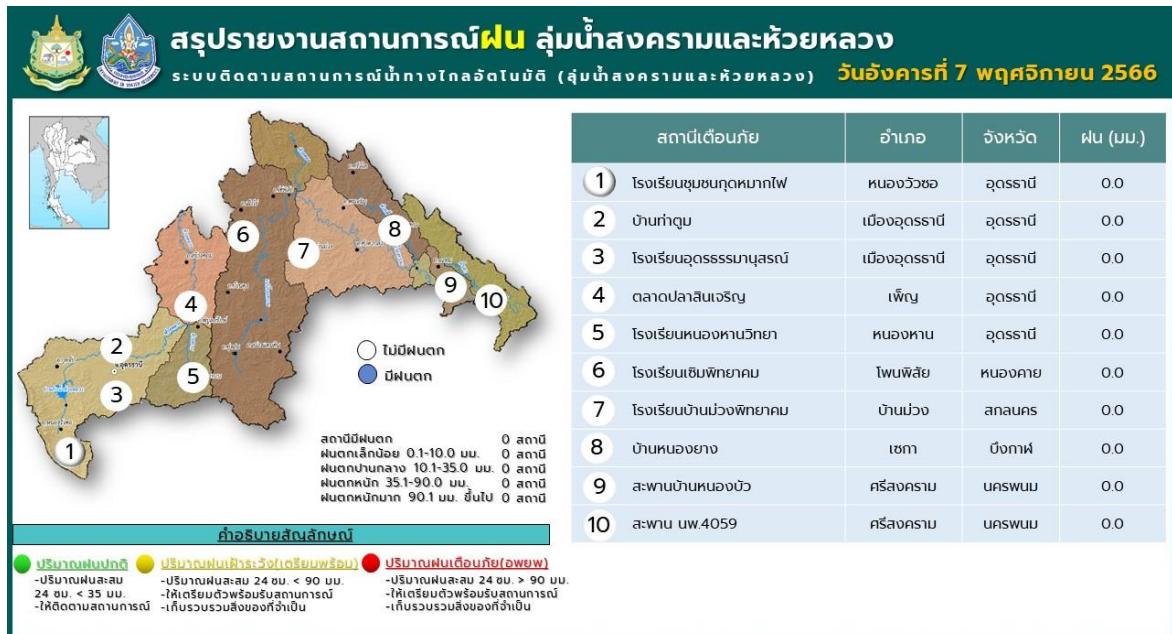 สรุปรายงานสถานการณ์ฝน ลุ่มน้ำสงครามและห้วยหลวง
ระบบติดตามสถานการณ์น้ำทางไกลอัตโนมัติ (ลุ่มน้ำสงครามและห้วยหลวง) วันอังคารที่ 7 พฤศจิกายน 2566
สถานีเตือนภัย อำเภอ จังหวัด ฝน (มม.)
1 โรงเรียนชุมชนกุดหมากไฟ หนองวัวซอ อุดรธานี 0.0
2 บ้านท่าตูม เมืองอุดรธานี อุดรธานี 0.0
3 โรงเรียนอุดรธรรมานุสรณ์ เมืองอุดรธานี อุดรธานี 0.0
4 ตลาดปลาสินเจริญ เพ็ญ อุดรธานี 0.0
5 โรงเรียนหนองหานวิทยา หนองหาน อุดรธานี 0.0
6 โรงเรียนเซิมพิทยาคม โพนพิสัย หนองคาย 0.0
7 โรงเรียนบ้านม่วงพิทยาคม บ้านม่วง สกลนคร 0.0
8 บ้านหนองยาง เซกา บึงกาฬ 0.0
9 สะพานบ้านหนองบัว ศรีสงคราม นครพนม 0.0
10 สะพาน นพ.4059 ศรีสงคราม นครพนม 0.0
8
6
7
9
10
4
2
อุดรธานี
5
3
1
ไม่มีฝนตก
มีฝนตก
สถานีมีฝนตก 0 สถานี
ฝนตกเล็กน้อย 0.1-10.0 มม. 0 สถานี
ฝนตกปานกลาง 10.1-35.0 มม. 0 สถานี
ฝนตกหนัก 35.1-90.0 มม. 0 สถานี
ฝนตกหนักมาก 90.1 มม. ขึ้นไป 0 สถานี
คำอธิบายสัญลักษณ์
ปริมาณฝนปกติ
-ปริมาณฝนสะสม
24 ชม. < 35 มม.
-ให้ติดตามสถานการณ์
ปริมาณฝนเฝ้าระวัง(เตรียมพร้อม)
-ปริมาณฝนสะสม 24 ชม. < 90 มม.
-ให้เตรียมตัวพร้อมรับสถานการณ์
-เก็บรวบรวมสิ่งของที่จำเป็น
ปริมาณฝนเตือนภัย(อพยพ)
-ปริมาณฝนสะสม 24 ชม. > 90 มม.
-ให้เตรียมตัวพร้อมรับสถานการณ์
-เก็บรวบรวมสิ่งของที่จำเป็น